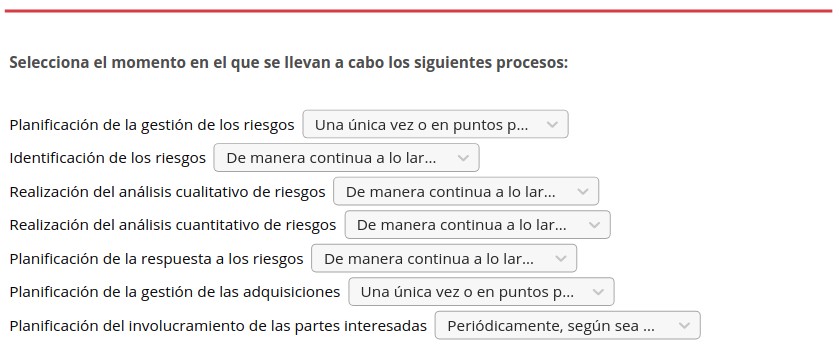 Selecciona el momento en el que se llevan a cabo los siguientes procesos:
Planificación de la gestión de los riesgos Una única vez o en puntos p...
Identificación de los riesgos De manera continua a lo lar...
Realización del análisis cualitativo de riesgos De manera continua a lo lar...
Realización del análisis cuantitativo de riesgos De manera continua a lo lar...
Planificación de la respuesta a los riesgos De manera continua a lo lar...
Planificación de la gestión de las adquisiciones Una única vez o en puntos p...
Planificación del involucramiento de las partes interesadas Periódicamente, según sea ...